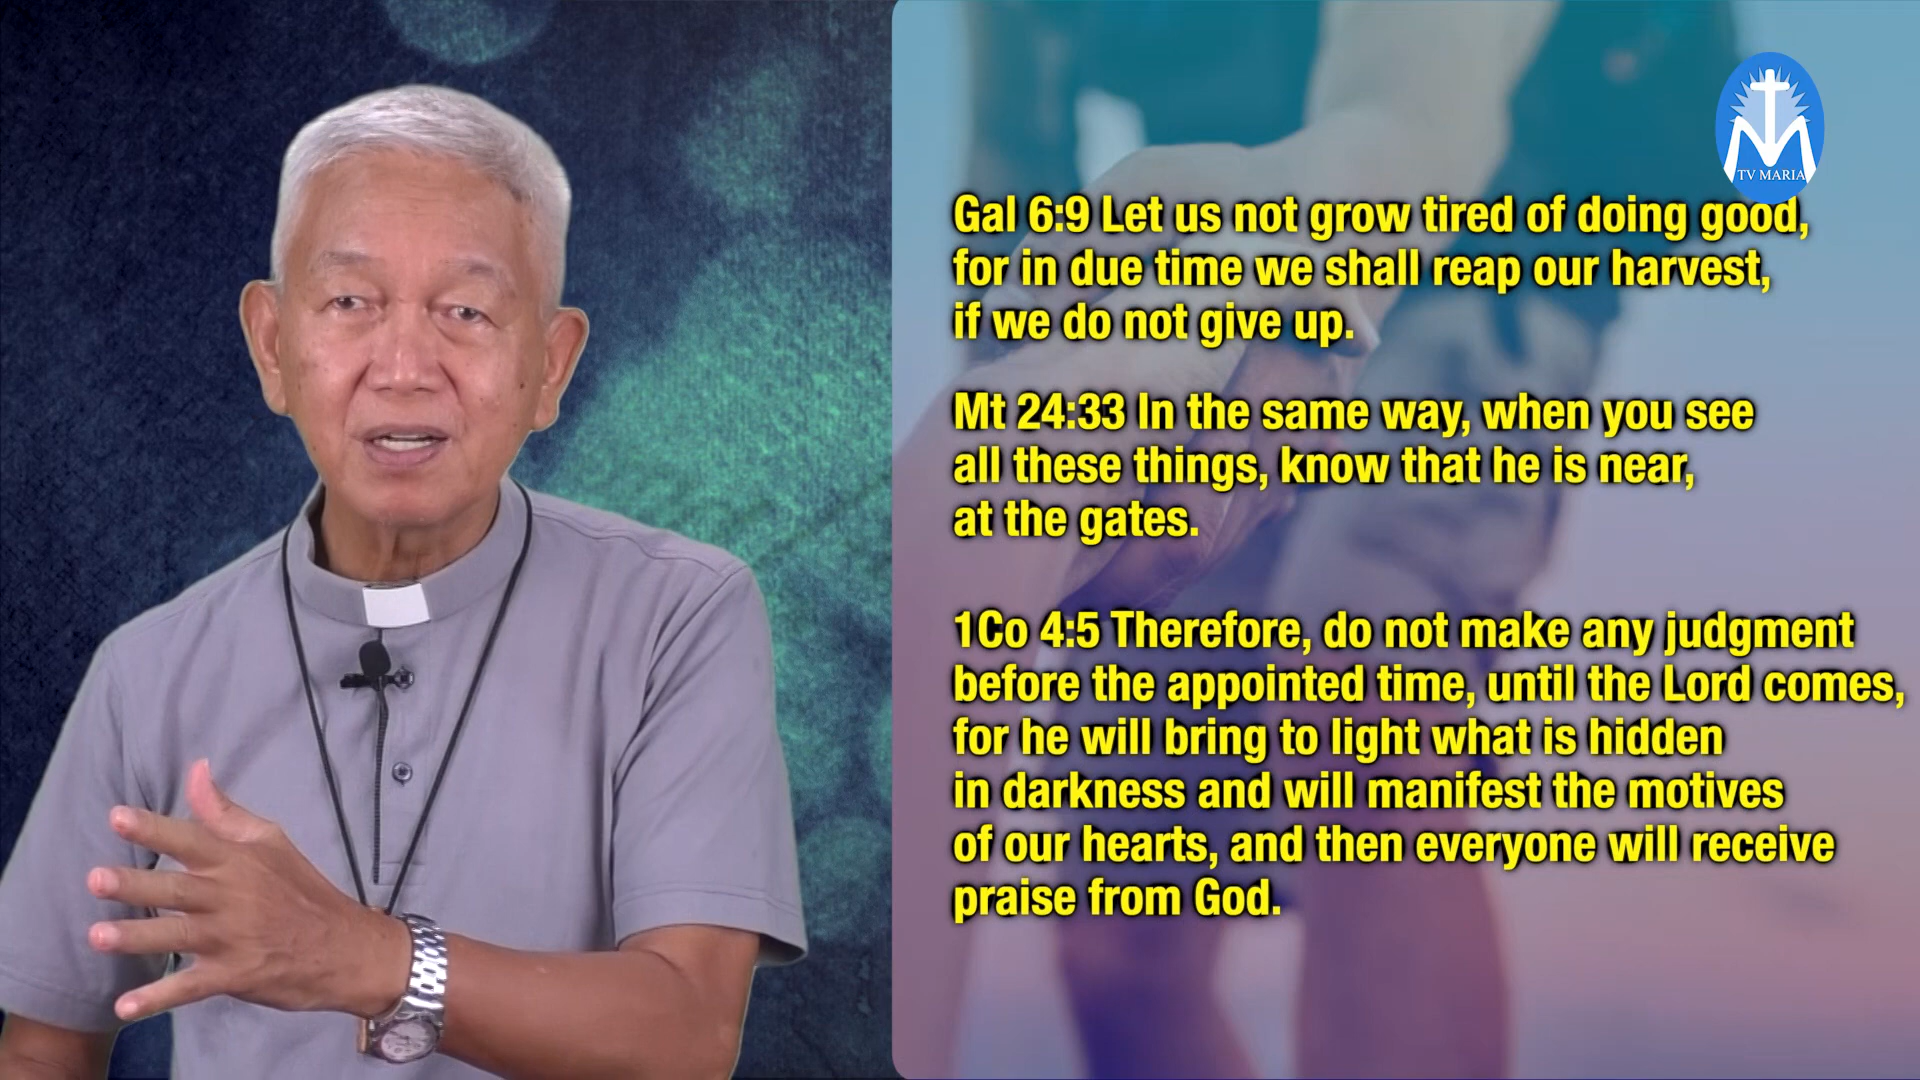 TV MARIA
Gal 6:9 Let us not grow tired of doing good,
for in due time we shall reap our harvest,
if we do not give up.
Mt 24:33 In the same way, when you see
all these things, know that he is near,
at the gates.
1Co 4:5 Therefore, do not make any judgment
before the appointed time, until the Lord comes,
for he will bring to light what is hidden
in darkness and will manifest the motives
of our hearts, and then everyone will receive
praise from God.